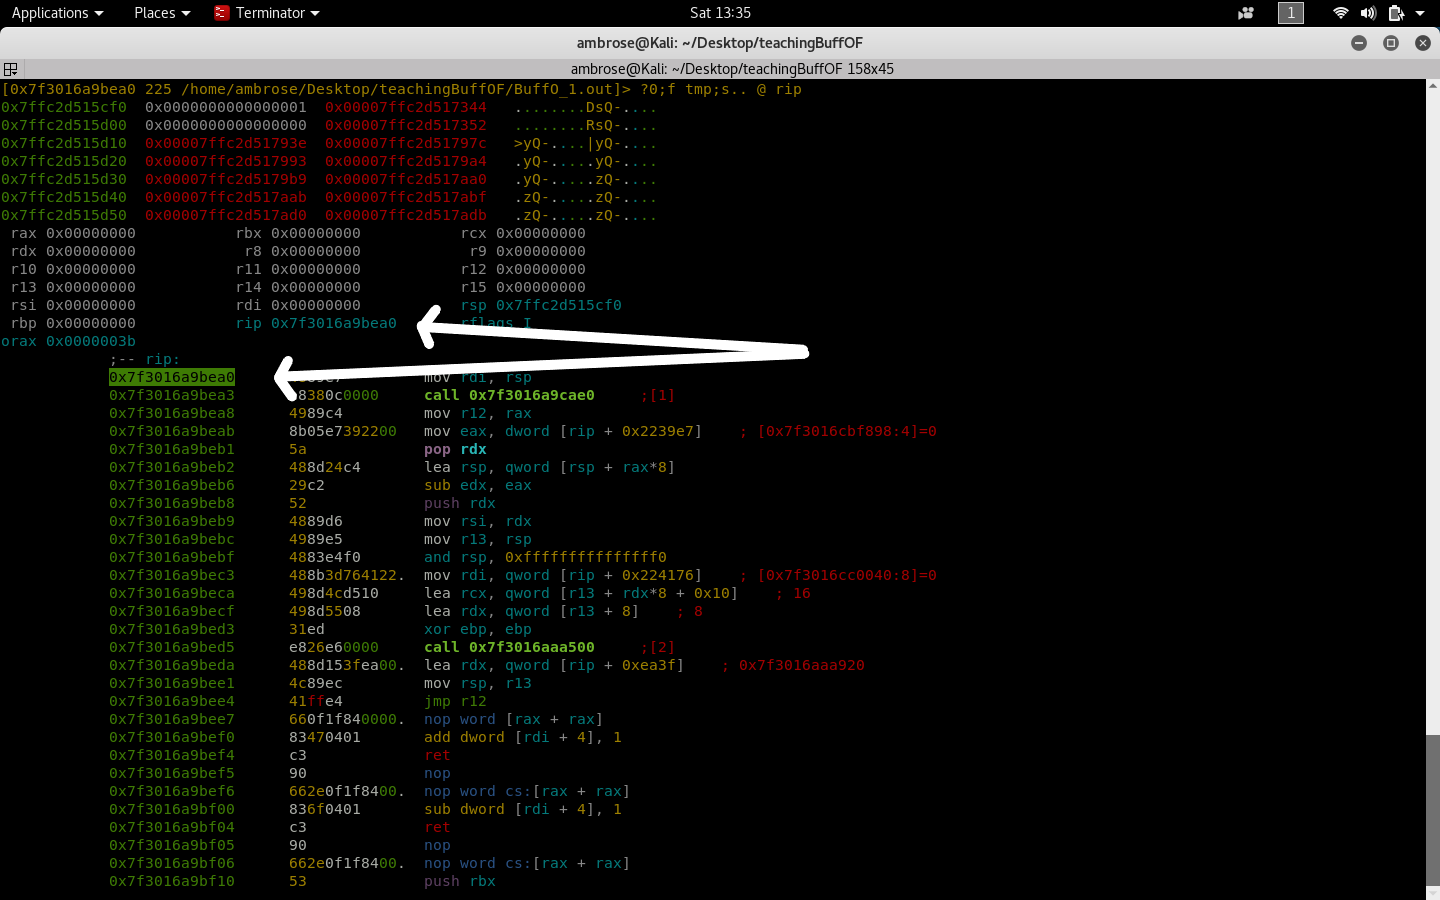 Applications Places Terminator Sat 13:35 1
ambrose@Kali: ~/Desktop/teachingBuffOF
ambrose@Kali: ~/Desktop/teachingBuffOF 158x45
[0x7f3016a9bea0 225 /home/ambrose/Desktop/teachingBuffOF/BuffO_1.out]> ?0;f tmp;s.. @ rip
0x7ffc2d515cf0 0x0000000000000001 0x00007ffc2d517344 ........DsQ-....
0x7ffc2d515d00 0x0000000000000000 0x00007ffc2d517352 ........RsQ-....
0x7ffc2d515d10 0x00007ffc2d51793e 0x00007ffc2d51797c >yQ-....|yQ-....
0x7ffc2d515d20 0x00007ffc2d517993 0x00007ffc2d5179a4 .yQ-.....yQ-....
0x7ffc2d515d30 0x00007ffc2d5179b9 0x00007ffc2d517aa0 .yQ-.....zQ-....
0x7ffc2d515d40 0x00007ffc2d517aab 0x00007ffc2d517abf .zQ-.....zQ-....
0x7ffc2d515d50 0x00007ffc2d517ad0 0x00007ffc2d517adb .zQ-.....zQ-....
rax 0x00000000 rbx 0x00000000 rcx 0x00000000
rdx 0x00000000 r8 0x00000000 r9 0x00000000
r10 0x00000000 r11 0x00000000 r12 0x00000000
r13 0x00000000 r14 0x00000000 r15 0x00000000
rsi 0x00000000 rdi 0x00000000 rsp 0x7ffc2d515cf0
rbp 0x00000000 rip 0x7f3016a9bea0 rflags I
orax 0x0000003b
;-- rip:
0x7f3016a9bea0 mov rdi, rsp
0x7f3016a9bea3 8380c0000 call 0x7f3016a9cae0 ;[1]
0x7f3016a9bea8 4989c4 mov r12, rax
0x7f3016a9beab 8b05e7392200 mov eax, dword [rip + 0x2239e7] ; [0x7f3016cbf898:4]=0
0x7f3016a9beb1 5a pop rdx
0x7f3016a9beb2 488d24c4 lea rsp, qword [rsp + rax*8]
0x7f3016a9beb6 29c2 sub edx, eax
0x7f3016a9beb8 52 push rdx
0x7f3016a9beb9 4889d6 mov rsi, rdx
0x7f3016a9bebc 4989e5 mov r13, rsp
0x7f3016a9bebf 4883e4f0 and rsp, 0xfffffffffffffff0
0x7f3016a9bec3 488b3d764122. mov rdi, qword [rip + 0x224176] ; [0x7f3016cc0040:8]=0
0x7f3016a9beca 498d4cd510 lea rcx, qword [r13 + rdx*8 + 0x10] ; 16
0x7f3016a9becf 498d5508 lea rdx, qword [r13 + 8] ; 8
0x7f3016a9bed3 31ed xor ebp, ebp
0x7f3016a9bed5 e826e60000 call 0x7f3016aaa500 ;[2]
0x7f3016a9beda 488d153fea00. lea rdx, qword [rip + 0xea3f] ; 0x7f3016aaa920
0x7f3016a9bee1 4c89ec mov rsp, r13
0x7f3016a9bee4 41ffe4 jmp r12
0x7f3016a9bee7 660f1f840000. nop word [rax + rax]
0x7f3016a9bef0 83470401 add dword [rdi + 4], 1
0x7f3016a9bef4 c3 ret
0x7f3016a9bef5 90 nop
0x7f3016a9bef6 662e0f1f8400. nop word cs:[rax + rax]
0x7f3016a9bf00 836f0401 sub dword [rdi + 4], 1
0x7f3016a9bf04 c3 ret
0x7f3016a9bf05 90 nop
0x7f3016a9bf06 662e0f1f8400. nop word cs:[rax + rax]
0x7f3016a9bf10 53 push rbx